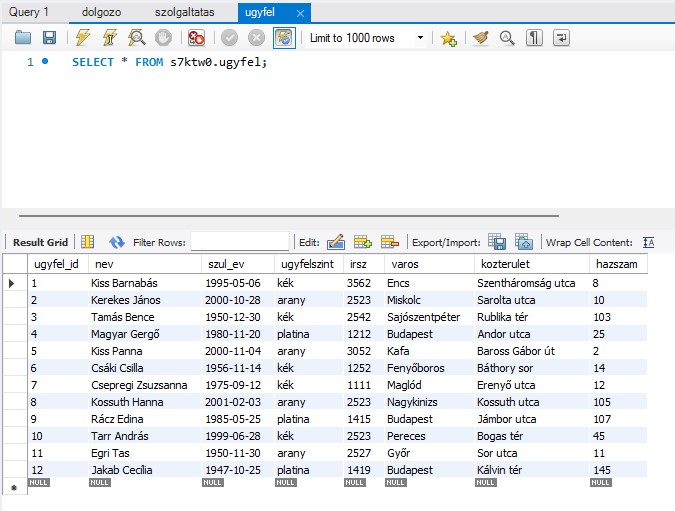 Query 1 dolgozo szolgaltatas ugyfel
Limit to 1000 rows
1 SELECT * FROM s7ktw0.ugyfel;
Result Grid Filter Rows: Edit: Export/Import: Wrap Cell Content:
ugyfel_id nev szul_ev ugyfelszint irsz varos kozterulet hazszam
1 Kiss Barnabás 1995-05-06 kék 3562 Encs Szentháromság utca 8
2 Kerekes János 2000-10-28 arany 2523 Miskolc Sarolta utca 10
3 Tamás Bence 1950-12-30 kék 2542 Sajószentpéter Rublika tér 103
4 Magyar Gergő 1980-11-20 platina 1212 Budapest Andor utca 25
5 Kiss Panna 2000-11-04 arany 3052 Kafa Baross Gábor út 2
6 Csáki Csilla 1956-11-14 kék 1252 Fenyőboros Báthory sor 14
7 Csepregi Zsuzsanna 1975-09-12 kék 1111 Maglód Erenyő utca 12
8 Kossuth Hanna 2001-02-03 arany 2523 Nagykinizs Kossuth utca 105
9 Rácz Edina 1985-05-25 platina 1415 Budapest Jámbor utca 107
10 Tarr András 1999-06-28 kék 2523 Pereces Bogas tér 45
11 Egri Tas 1950-11-30 arany 2527 Győr Sor utca 11
12 Jakab Cecília 1947-10-25 platina 1419 Budapest Kálvin tér 145
NULL NULL NULL NULL NULL NULL NULL NULL